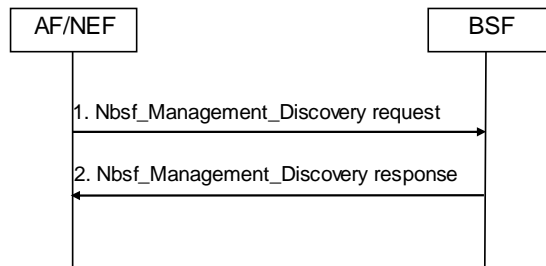 AF/NEF
BSF
1. Nbsf_Management_Discovery request
2. Nbsf_Management_Discovery response